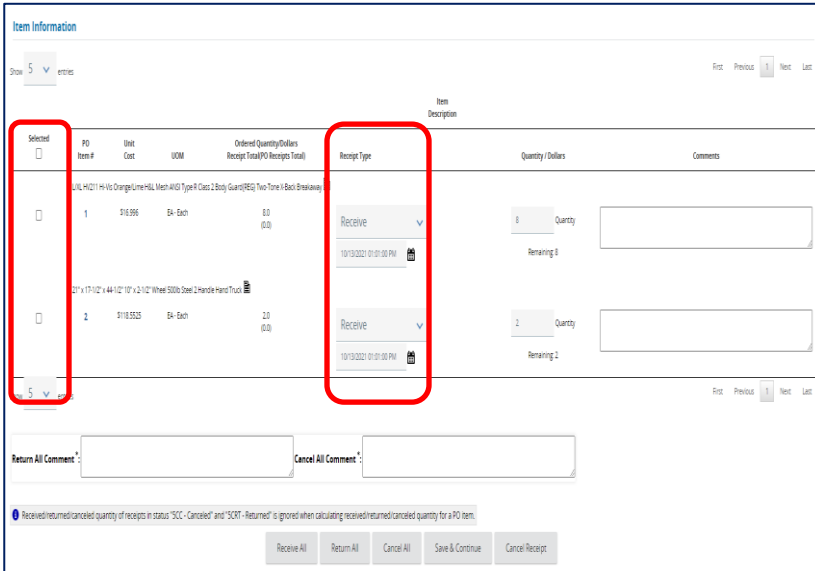 Item Information
Show 5 entries
First Previous 1 Next Last
Item
Description
Selected PO Item # Unit Cost UOM Ordered Quantity/Dollars Receipt Total(PO Receipts Total) Receipt Type Quantity / Dollars Comments
L/XL HV211 Hi-Vis Orange/Lime H&L Mesh ANSI Type R Class 2 Body Guard(REG) Two-Tone X-Back Breakaway
1 $16.996 EA - Each 8.0 Receive 8 Quantity
(0.0)
10/13/2021 01:01:00 PM Remaining: 8
21" x 17-1/2" x 44-1/2" 10" x 2-1/2" Wheel 500lb Steel 2 Handle Hand Truck
2 $118.5525 EA - Each 2.0 Receive 2 Quantity
(0.0)
10/13/2021 01:01:00 PM Remaining: 2
5
First Previous 1 Next Last
Return All Comment *: Cancel All Comment *:
Received/returned/canceled quantity of receipts in status "5CC - Canceled" and "5CRT - Returned" is ignored when calculating received/returned/canceled quantity for a PO item.
Receive All Return All Cancel All Save & Continue Cancel Receipt